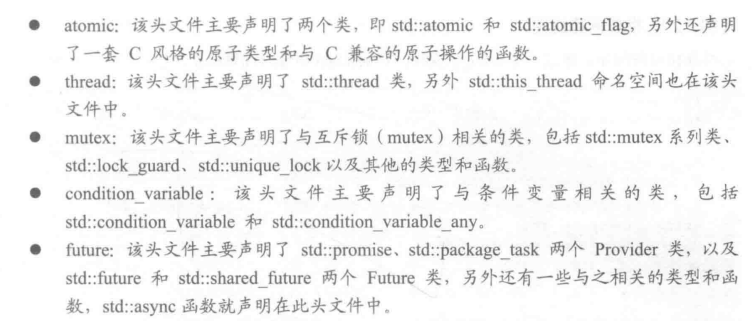 ● atomic：该头文件主要声明了两个类，即 std::atomic 和 std::atomic_flag，另外还声明
了一套 C 风格的原子类型和与 C 兼容的原子操作的函数。
● thread：该头文件主要声明了 std::thread 类，另外 std::this_thread 命名空间也在该头
文件中。
● mutex：该头文件主要声明了与互斥锁（mutex）相关的类，包括 std::mutex 系列类、
std::lock_guard、std::unique_lock 以及其他的类型和函数。
● condition_variable：该头文件主要声明了与条件变量相关的类，包括
std::condition_variable 和 std::condition_variable_any。
● future：该头文件主要声明了 std::promise、std::package_task 两个 Provider 类，以及
std::future 和 std::shared_future 两个 Future 类，另外还有一些与之相关的类型和函
数，std::async 函数就声明在此头文件中。